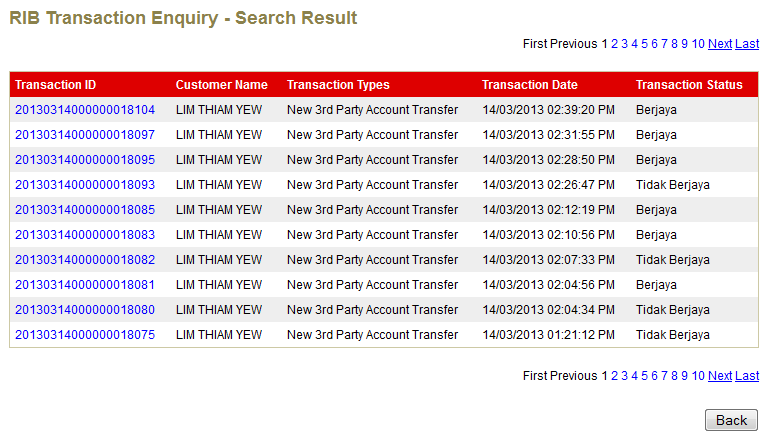 RIB Transaction Enquiry - Search Result
First Previous 1 2 3 4 5 6 7 8 9 10 Next Last
Transaction ID Customer Name Transaction Types Transaction Date Transaction Status
20130314000000018104 LIM THIAM YEW New 3rd Party Account Transfer 14/03/2013 02:39:20 PM Berjaya
20130314000000018097 LIM THIAM YEW New 3rd Party Account Transfer 14/03/2013 02:31:55 PM Berjaya
20130314000000018095 LIM THIAM YEW New 3rd Party Account Transfer 14/03/2013 02:28:50 PM Berjaya
20130314000000018093 LIM THIAM YEW New 3rd Party Account Transfer 14/03/2013 02:26:47 PM Tidak Berjaya
20130314000000018085 LIM THIAM YEW New 3rd Party Account Transfer 14/03/2013 02:12:19 PM Berjaya
20130314000000018083 LIM THIAM YEW New 3rd Party Account Transfer 14/03/2013 02:10:56 PM Berjaya
20130314000000018082 LIM THIAM YEW New 3rd Party Account Transfer 14/03/2013 02:07:33 PM Tidak Berjaya
20130314000000018081 LIM THIAM YEW New 3rd Party Account Transfer 14/03/2013 02:04:56 PM Berjaya
20130314000000018080 LIM THIAM YEW New 3rd Party Account Transfer 14/03/2013 02:04:34 PM Tidak Berjaya
20130314000000018075 LIM THIAM YEW New 3rd Party Account Transfer 14/03/2013 01:21:12 PM Tidak Berjaya
First Previous 1 2 3 4 5 6 7 8 9 10 Next Last
Back